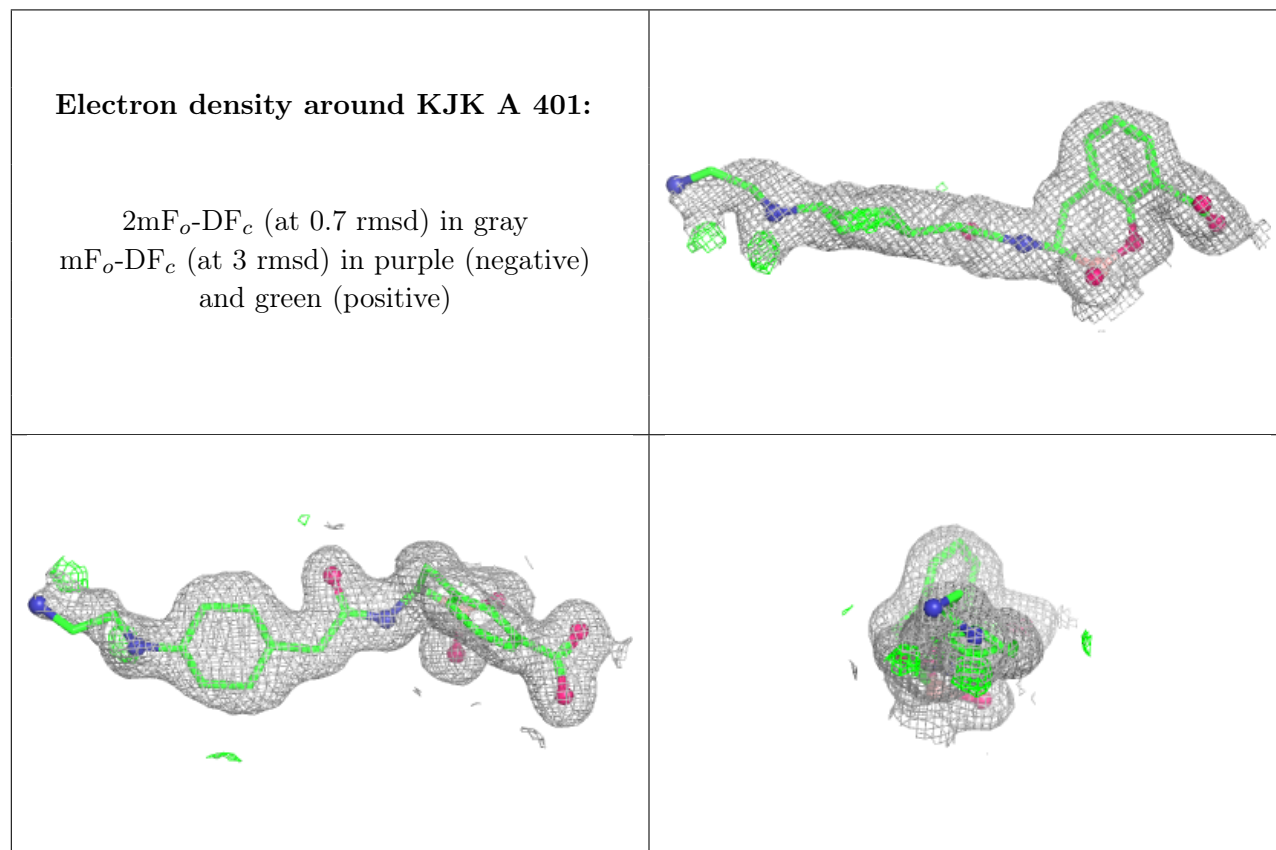 Electron density around KJK A 401:
2mFₒ-DF𝒸 (at 0.7 rmsd) in gray
mFₒ-DF𝒸 (at 3 rmsd) in purple (negative)
and green (positive)